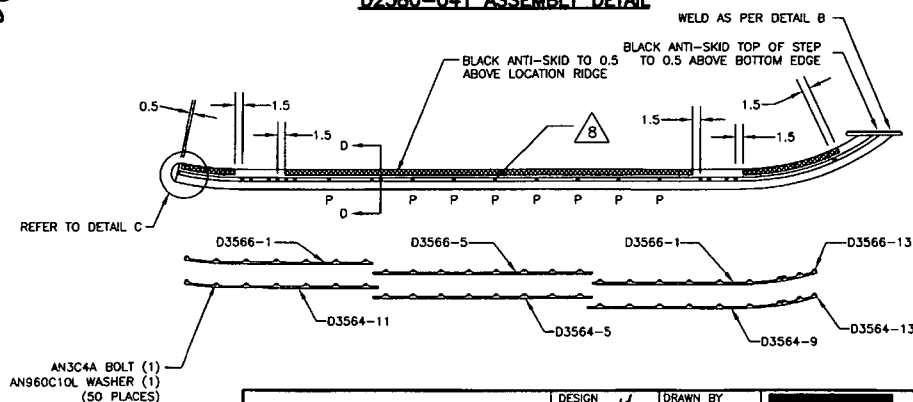 D2580-041 ASSEMBLY DETAIL
WELD AS PER DETAIL B
BLACK ANTI-SKID TO 0.5
ABOVE LOCATION RIDGE
BLACK ANTI-SKID TOP OF STEP
TO 0.5 ABOVE BOTTOM EDGE
0.5
1.5
1.5
D
8
1.5
1.5
1.5
D
P
P
P
P
P
P
P
P
REFER TO DETAIL C
D3566-1
D3566-5
D3566-1
D3566-13
D3564-11
D3564-5
D3564-9
D3564-13
AN3C4A BOLT (1)
AN960C10L WASHER (1)
(50 PLACES)
DESIGN
DRAWN BY